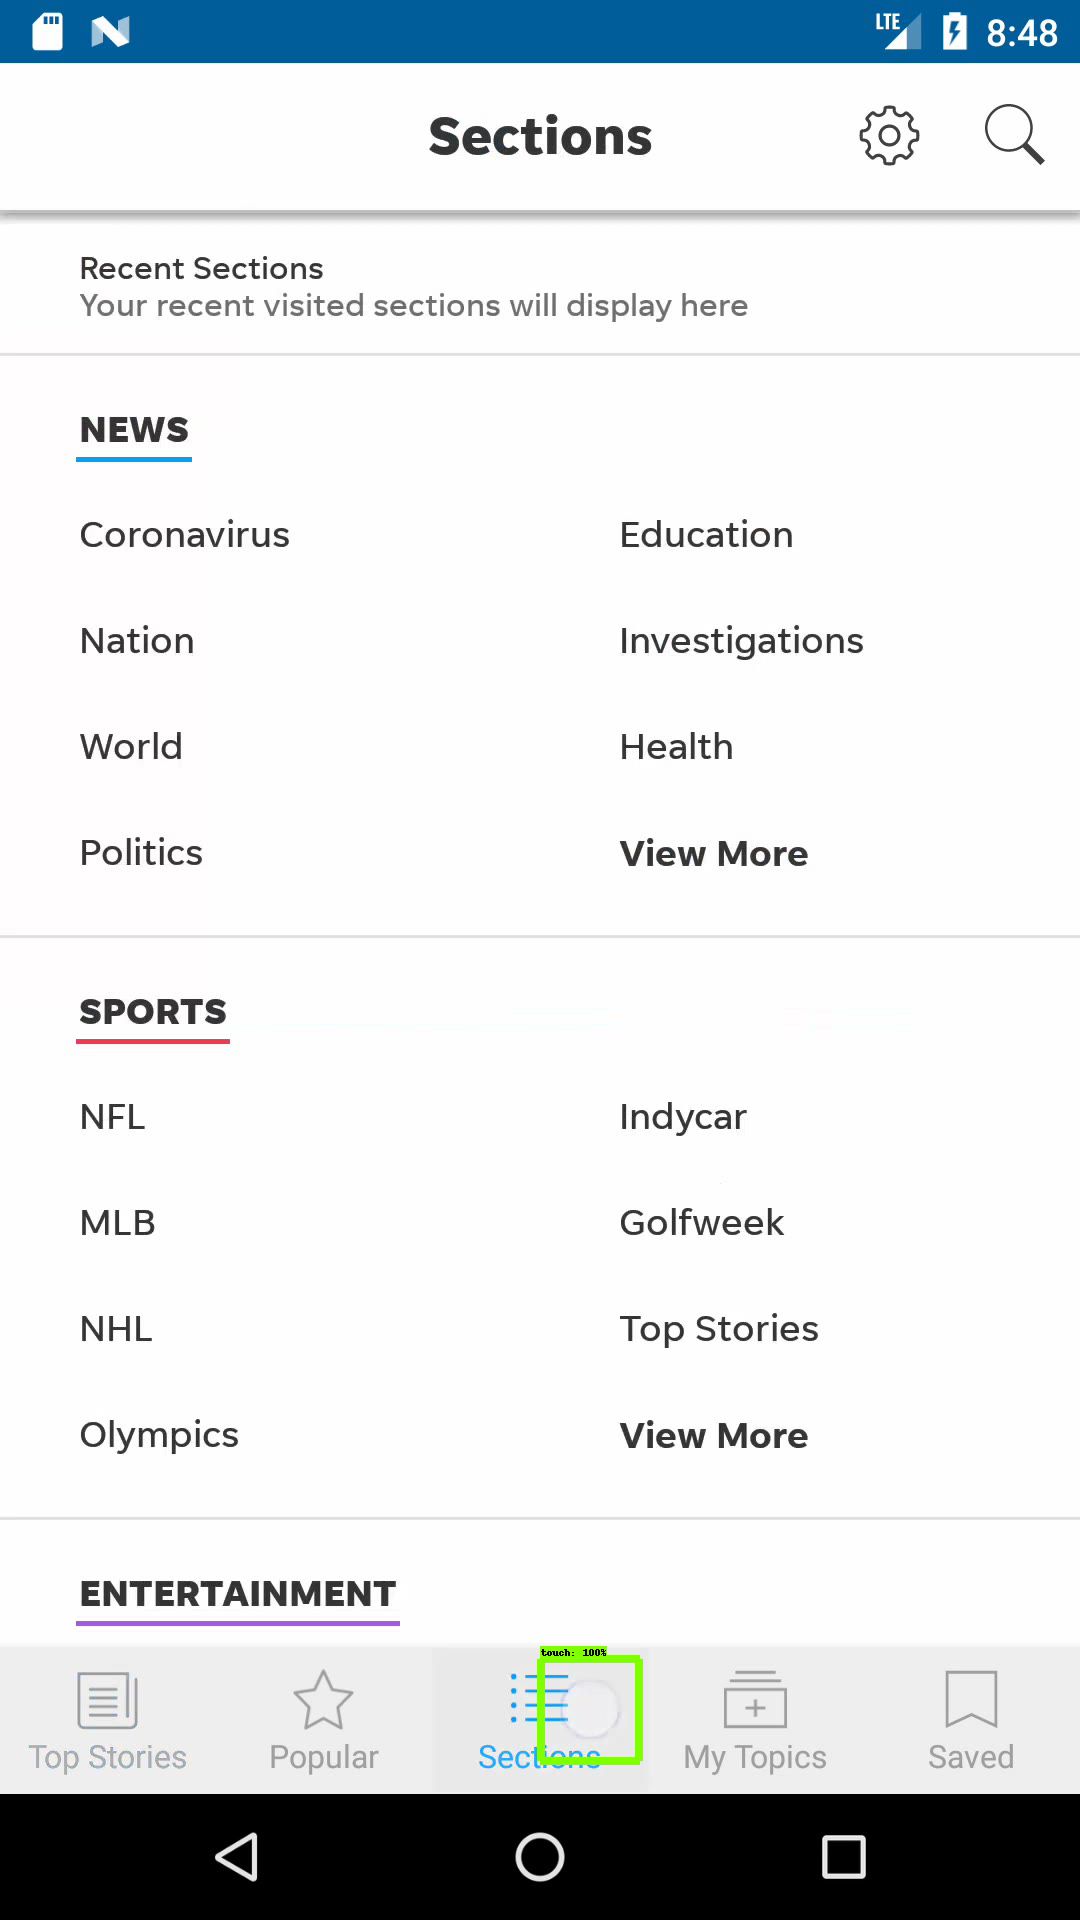 LTE 8:48
Sections
Recent Sections
Your recent visited sections will display here
NEWS
Coronavirus Education
Nation Investigations
World Health
Politics View More
SPORTS
NFL Indycar
MLB Golfweek
NHL Top Stories
Olympics View More
ENTERTAINMENT
touch: 100%
Top Stories Popular Sections My Topics Saved